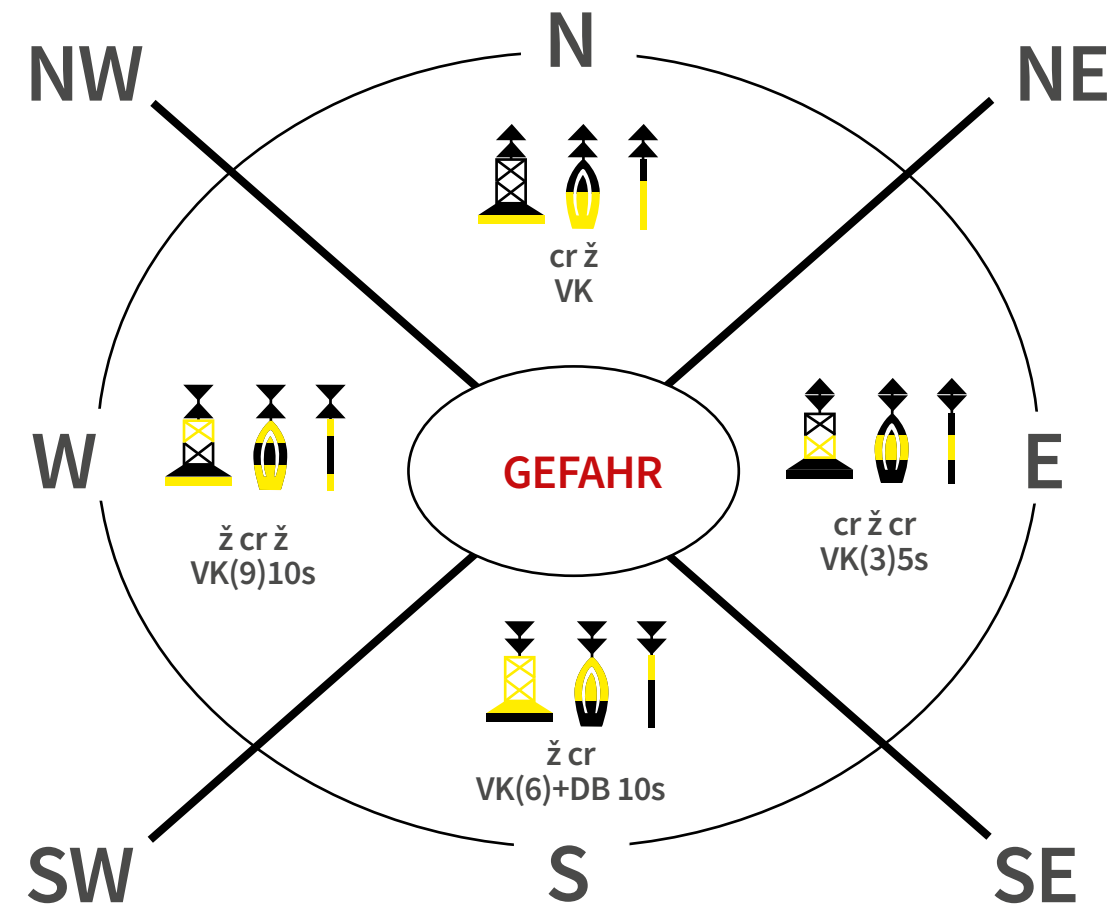 N
NW
NE
cr ž
VK
W
GEFAHR
E
ž cr ž
VK(9)10s
cr ž cr
VK(3)5s
ž cr
VK(6)+DB 10s
SW
S
SE